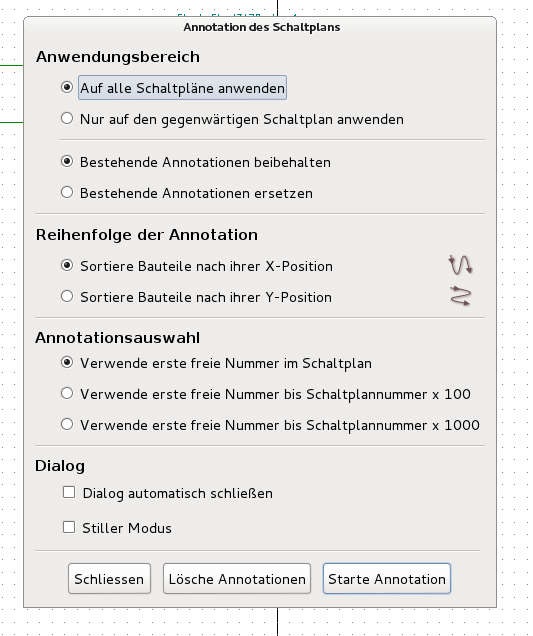 Annotation des Schaltplans
Anwendungsbereich
Auf alle Schaltpläne anwenden
Nur auf den gegenwärtigen Schaltplan anwenden
Bestehende Annotationen beibehalten
Bestehende Annotationen ersetzen
Reihenfolge der Annotation
Sortiere Bauteile nach ihrer X-Position
Sortiere Bauteile nach ihrer Y-Position
Annotationsauswahl
Verwende erste freie Nummer im Schaltplan
Verwende erste freie Nummer bis Schaltplannummer x 100
Verwende erste freie Nummer bis Schaltplannummer x 1000
Dialog
Dialog automatisch schließen
Stiller Modus
Schliessen Lösche Annotationen Starte Annotation